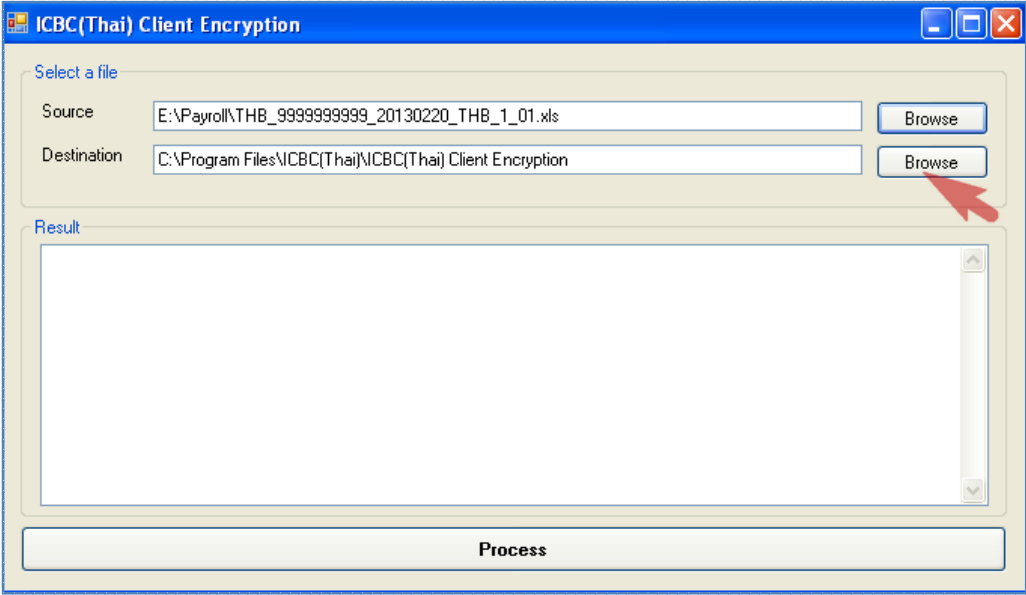 ICBC(Thai) Client Encryption
Select a file
Source E:\Payroll\THB_9999999999_20130220_THB_1_01.xls Browse
Destination C:\Program Files\ICBC(Thai)\ICBC(Thai) Client Encryption Browse
Result
Process